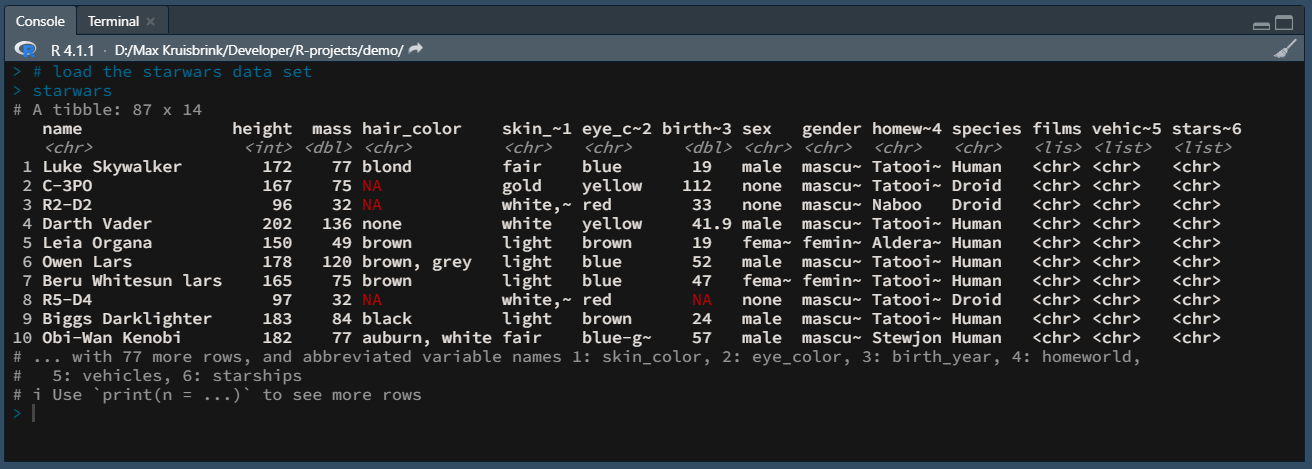 Console Terminal ×
R 4.1.1 · D:/Max Kruisbrink/Developer/R-projects/demo/
> # load the starwars data set
> starwars
# A tibble: 87 x 14
   name               height  mass hair_color    skin_~1 eye_c~2 birth~3 sex   gender homew~4 species films vehic~5 stars~6
   <chr>               <int> <dbl> <chr>         <chr>   <chr>     <dbl> <chr> <chr>  <chr>   <chr>   <lis> <list>  <list>
 1 Luke Skywalker        172    77 blond         fair    blue       19   male  mascu~ Tatooi~ Human   <chr> <chr>   <chr>
 2 C-3PO                 167    75 NA            gold    yellow    112   none  mascu~ Tatooi~ Droid   <chr> <chr>   <chr>
 3 R2-D2                  96    32 NA            white,~ red        33   none  mascu~ Naboo   Droid   <chr> <chr>   <chr>
 4 Darth Vader           202   136 none          white   yellow     41.9 male  mascu~ Tatooi~ Human   <chr> <chr>   <chr>
 5 Leia Organa           150    49 brown         light   brown      19   fema~ femin~ Aldera~ Human   <chr> <chr>   <chr>
 6 Owen Lars             178   120 brown, grey   light   blue       52   male  mascu~ Tatooi~ Human   <chr> <chr>   <chr>
 7 Beru Whitesun lars    165    75 brown         light   blue       47   fema~ femin~ Tatooi~ Human   <chr> <chr>   <chr>
 8 R5-D4                  97    32 NA            white,~ red        NA   none  mascu~ Tatooi~ Droid   <chr> <chr>   <chr>
 9 Biggs Darklighter     183    84 black         light   brown      24   male  mascu~ Tatooi~ Human   <chr> <chr>   <chr>
10 Obi-Wan Kenobi        182    77 auburn, white fair    blue-g~    57   male  mascu~ Stewjon Human   <chr> <chr>   <chr>
# ... with 77 more rows, and abbreviated variable names 1: skin_color, 2: eye_color, 3: birth_year, 4: homeworld,
#   5: vehicles, 6: starships
# i Use `print(n = ...)` to see more rows
>